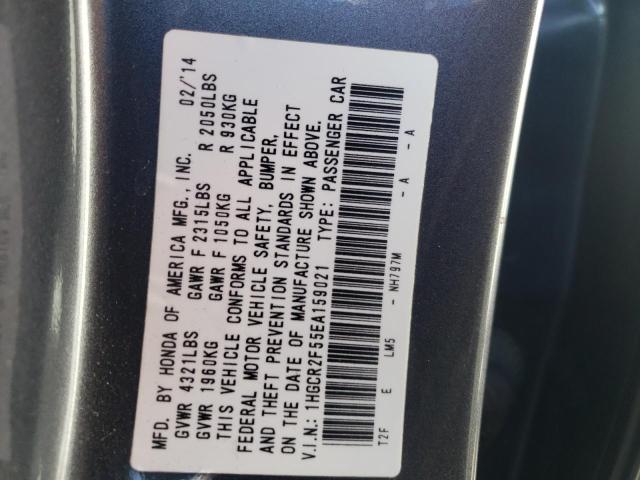 MFD. BY HONDA OF AMERICA MFG., INC. 02/'14
GVWR 4321LBS GAWR F 2315LBS R 2050LBS
GVWR 1960KG GAWR F 1050KG R 930KG
THIS VEHICLE CONFORMS TO ALL APPLICABLE
FEDERAL MOTOR VEHICLE SAFETY, BUMPER,
AND THEFT PREVENTION STANDARDS IN EFFECT
ON THE DATE OF MANUFACTURE SHOWN ABOVE.
V.I.N.: 1HGCR2F55EA159021 TYPE: PASSENGER CAR
T2F E LM5 - NH797M - A - A